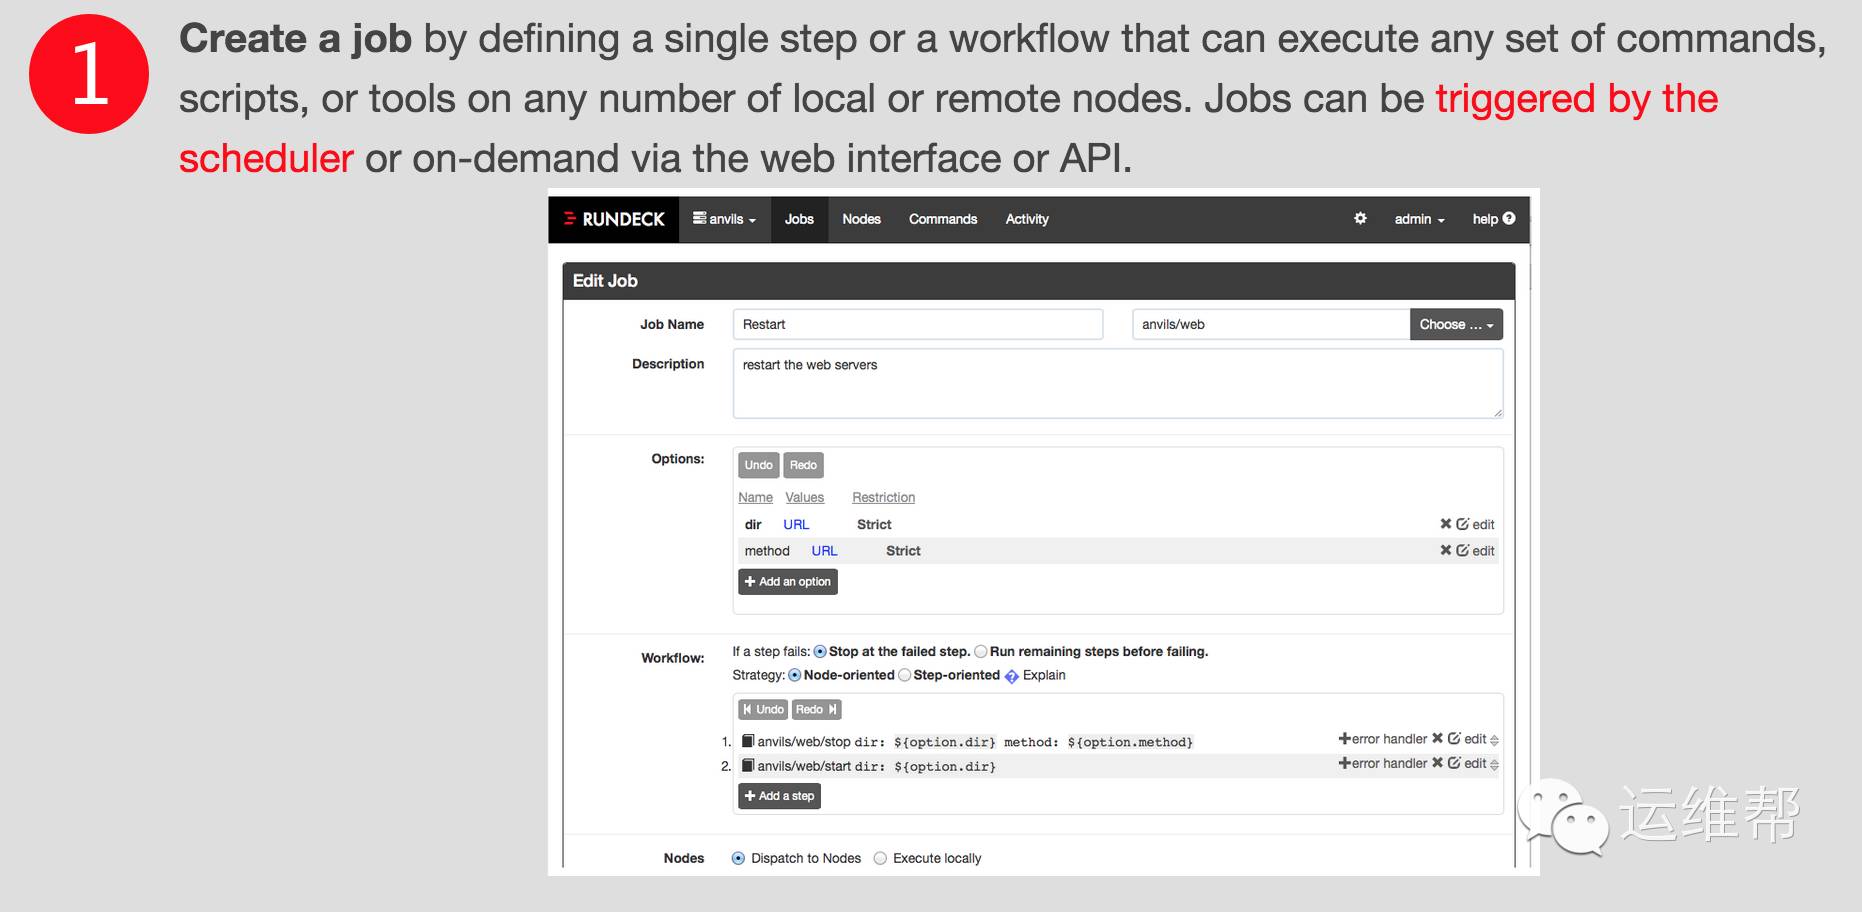 1
Create a job by defining a single step or a workflow that can execute any set of commands,
scripts, or tools on any number of local or remote nodes. Jobs can be triggered by the
scheduler or on-demand via the web interface or API.
RUNDECK anvils Jobs Nodes Commands Activity admin help
Edit Job
Job Name Restart anvils/web Choose ...
Description restart the web servers
Options: Undo Redo
Name Values Restriction
dir URL Strict edit
method URL Strict edit
+ Add an option
Workflow: If a step fails: Stop at the failed step. Run remaining steps before failing.
Strategy: Node-oriented Step-oriented ? Explain
Undo Redo
1. anvils/web/stop dir: ${option.dir} method: ${option.method} +error handler edit
2. anvils/web/start dir: ${option.dir} +error handler edit
+ Add a step
运维帮
Nodes Dispatch to Nodes Execute locally